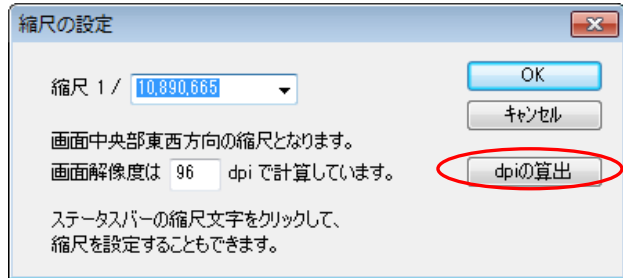 縮尺の設定
縮尺 1 / 10,890,665
OK
キャンセル
画面中央部東西方向の縮尺となります。
画面解像度は 96 dpi で計算しています。
dpiの算出
ステータスバーの縮尺文字をクリックして、
縮尺を設定することもできます。